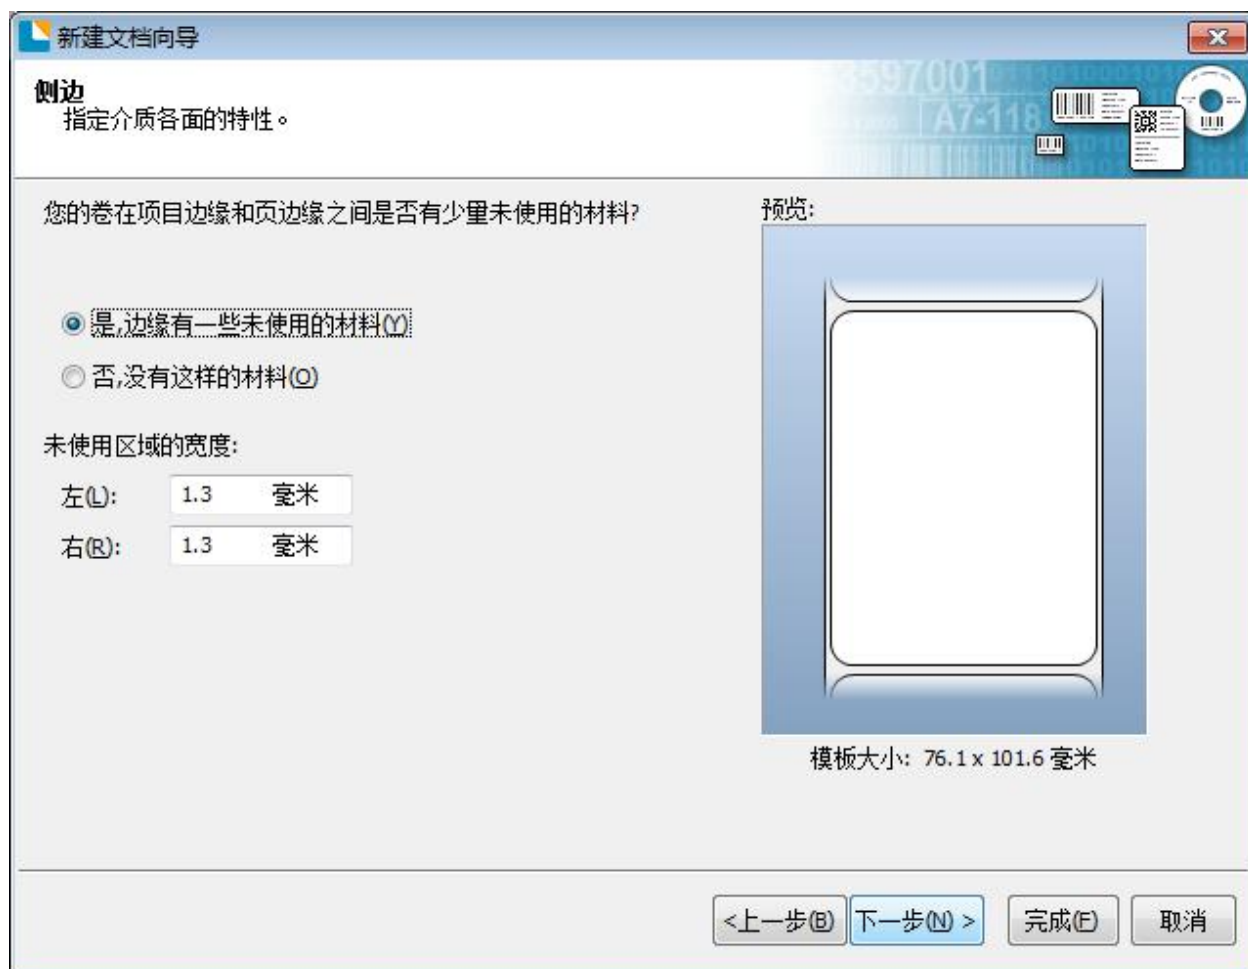 新建文档向导
侧边
指定介质各面的特性。
3597001
A7-118
您的卷在项目边缘和页边缘之间是否有少量未使用的材料?
预览:
是,边缘有一些未使用的材料(Y)
否,没有这样的材料(O)
未使用区域的宽度:
左(L): 1.3 毫米
右(R): 1.3 毫米
模板大小: 76.1 x 101.6 毫米
<上一步(B) 下一步(N) > 完成(F) 取消